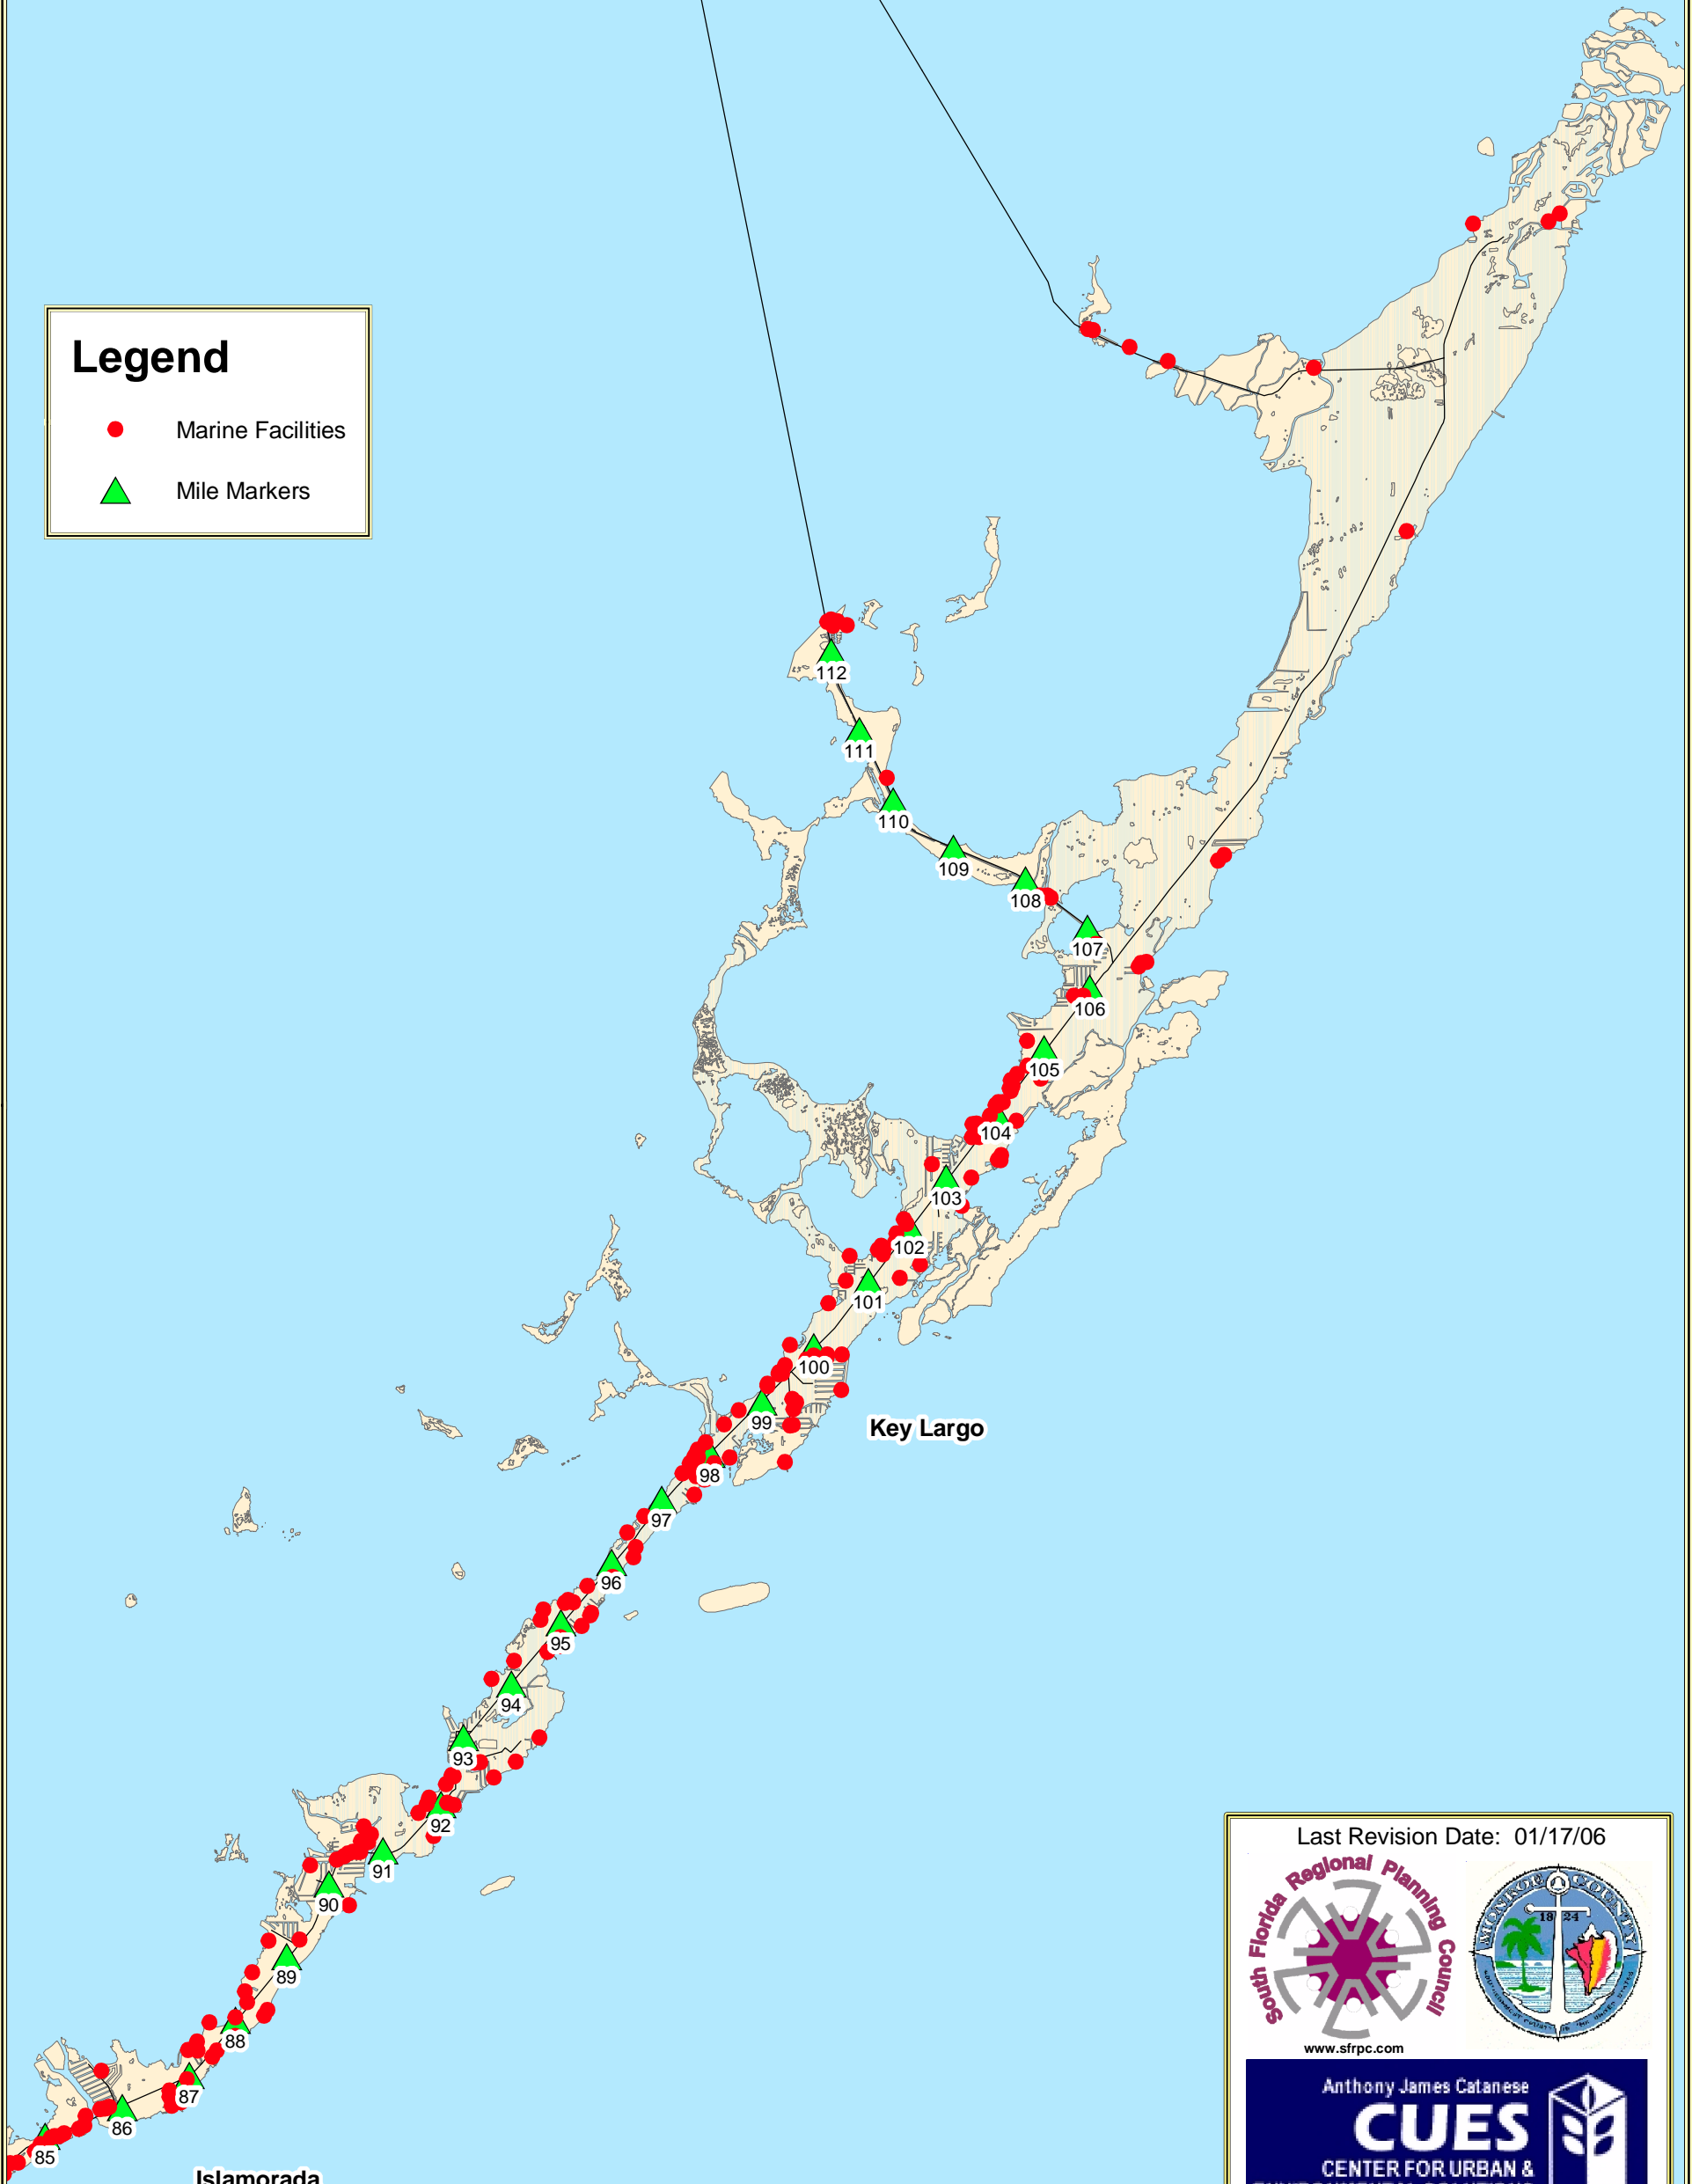 Legend
Marine Facilities
Mile Markers
112
111
110
109
108
107
106
105
104
103
102
101
100
99
Key Largo
98
97
96
95
94
93
92
91
90
89
88
87
86
85
Islamorada
Last Revision Date: 01/17/06
South Florida Regional Planning Council
MONROE COUNTY
1824
www.sfrpc.com
Anthony James Catanese
CUES
CENTER FOR URBAN &